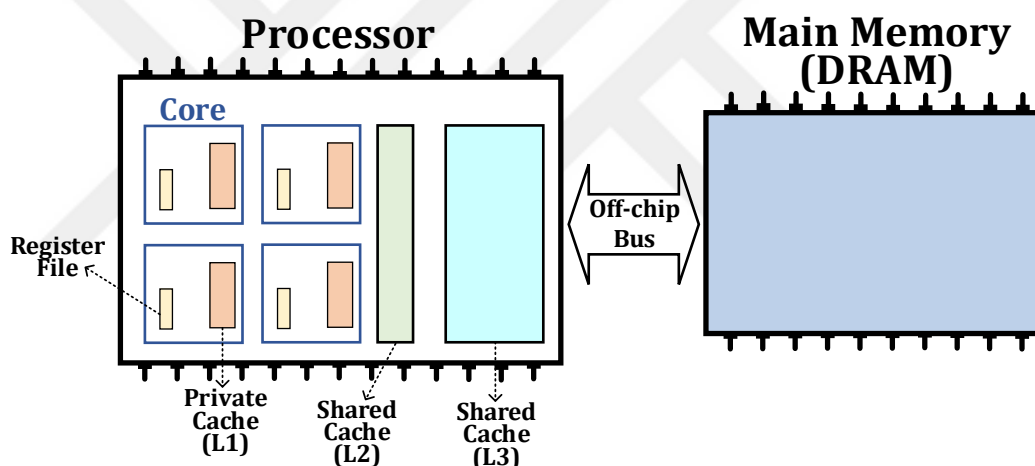 Processor
Main Memory
(DRAM)
Core
Off-chip
Bus
Register
File
Private
Cache
(L1)
Shared
Cache
(L2)
Shared
Cache
(L3)